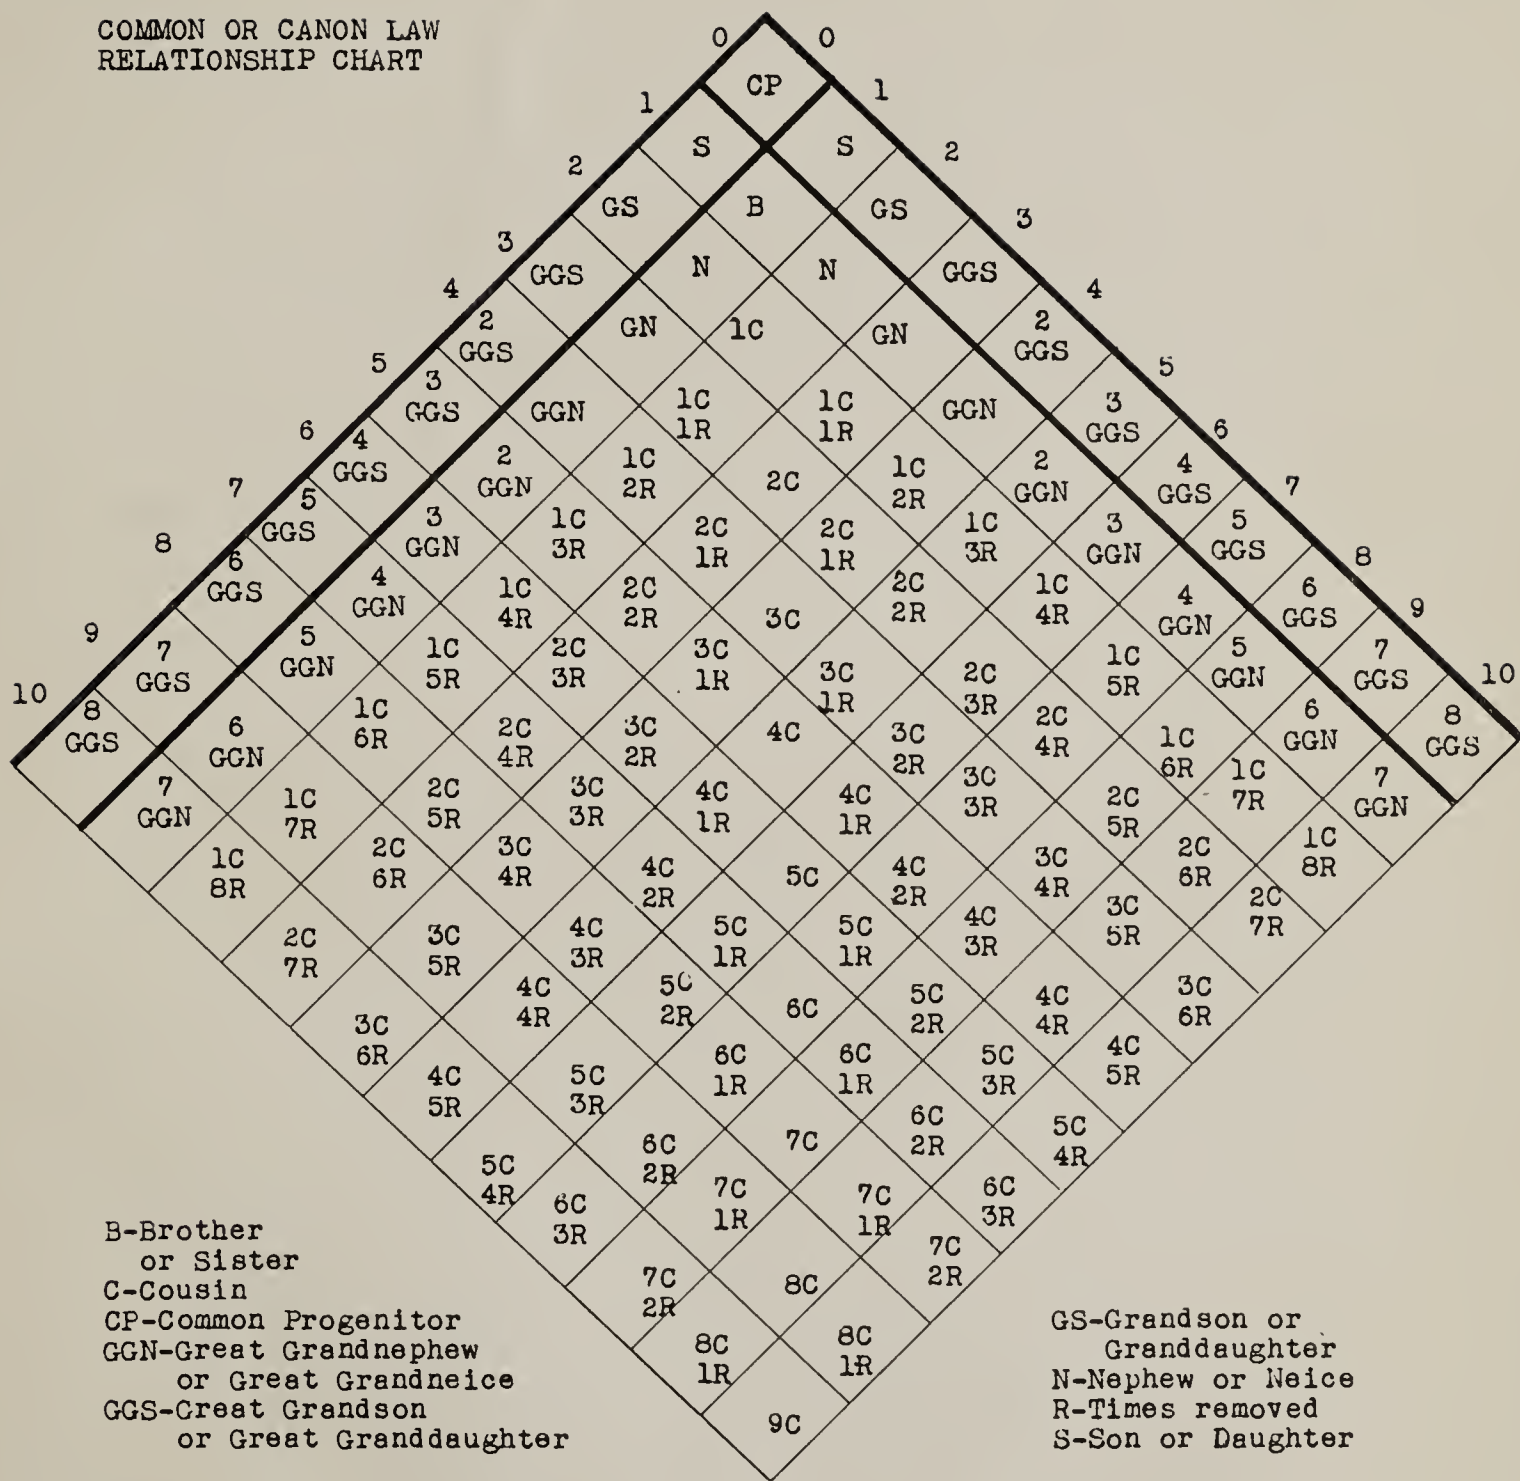 COMMON OR CANON LAW
RELATIONSHIP CHART
0 0
CP
1 1
S S
2 2
GS B GS
3 3
GGS N N GGS
4 4
2 GN 1C GN 2
GGS GGS
5 5
3 GGN 1C 1C GGN 3
GGS 1R 1R GGS
6 6
4 2 1C 2C 1C 2 4
GGS GGN 2R 2R GGN GGS
7 7
5 3 1C 2C 2C 1C 3 5
GGS GGN 3R 1R 1R 3R GGN GGS
8 8
6 4 1C 2C 3C 2C 1C 4 6
GGS GGN 4R 2R 2R 4R GGN GGS
9 9
7 5 1C 2C 3C 3C 2C 1C 5 7
GGS GGN 5R 3R 1R 1R 3R 5R GGN GGS
10 10
8 6 1C 2C 3C 4C 3C 2C 1C 6 8
GGS GGN 6R 4R 2R 2R 4R 6R GGN GGS
7 1C 2C 3C 4C 4C 3C 2C 1C 7
GGN 7R 5R 3R 1R 1R 3R 5R 7R GGN
1C 2C 3C 4C 5C 4C 3C 2C 1C
8R 6R 4R 2R 2R 4R 6R 8R
2C 3C 4C 5C 5C 4C 3C 2C
7R 5R 3R 1R 1R 3R 5R 7R
3C 4C 5C 6C 5C 4C 3C
6R 4R 2R 2R 4R 6R
4C 5C 6C 6C 5C 4C
5R 3R 1R 1R 3R 5R
5C 6C 7C 6C 5C
4R 2R 2R 4R
6C 7C 7C 6C
3R 1R 1R 3R
7C 8C 7C
2R 2R
8C 8C
1R 1R
9C
B-Brother
or Sister
C-Cousin
CP-Common Progenitor
GGN-Great Grandnephew
or Great Grandneice
GGS-Great Grandson
or Great Granddaughter
GS-Grandson or
Granddaughter
N-Nephew or Neice
R-Times removed
S-Son or Daughter